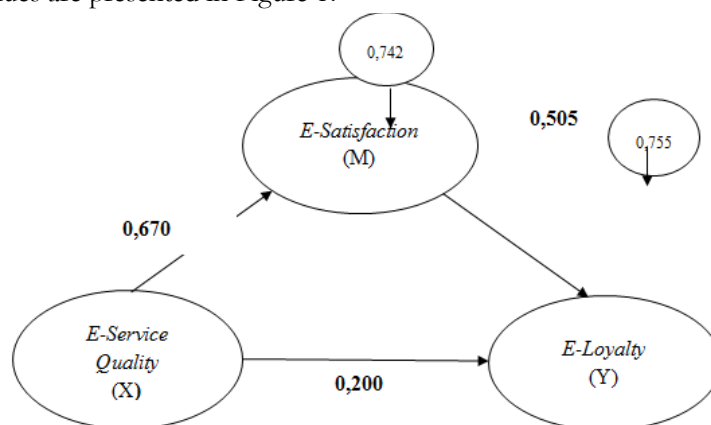 are presented in Figure 1.
0,742
E-Satisfaction
(M)
0,505
0,755
0,670
E-Service
Quality
(X)
0,200
E-Loyalty
(Y)